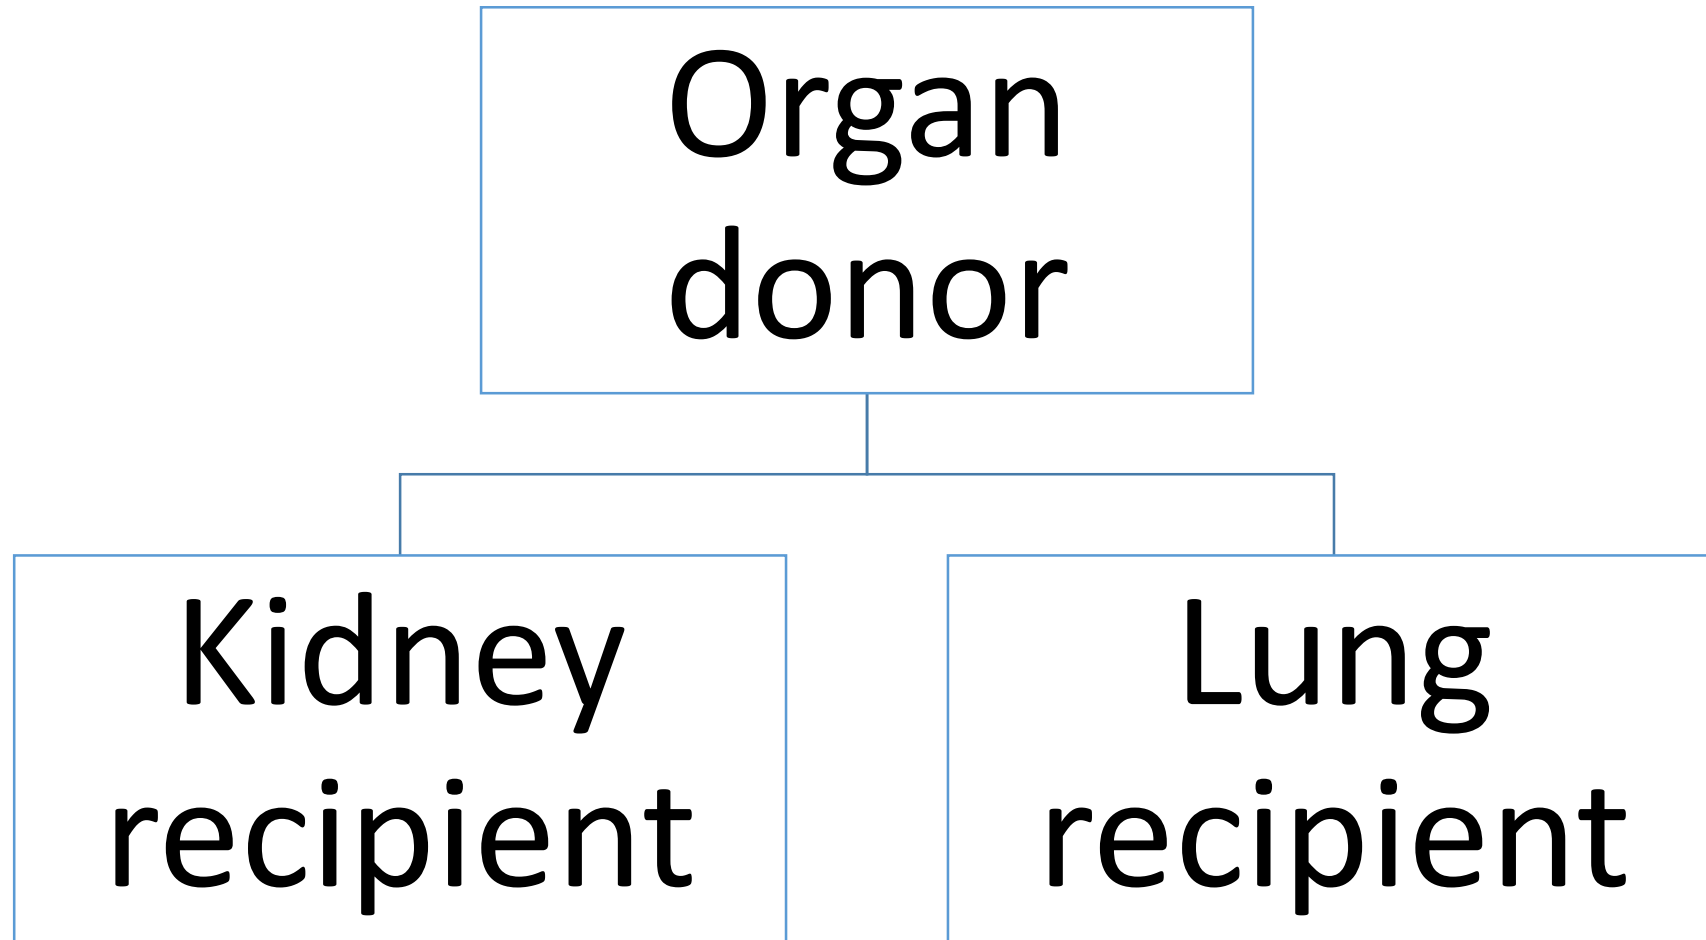 Organ
donor
Kidney
recipient
Lung
recipient